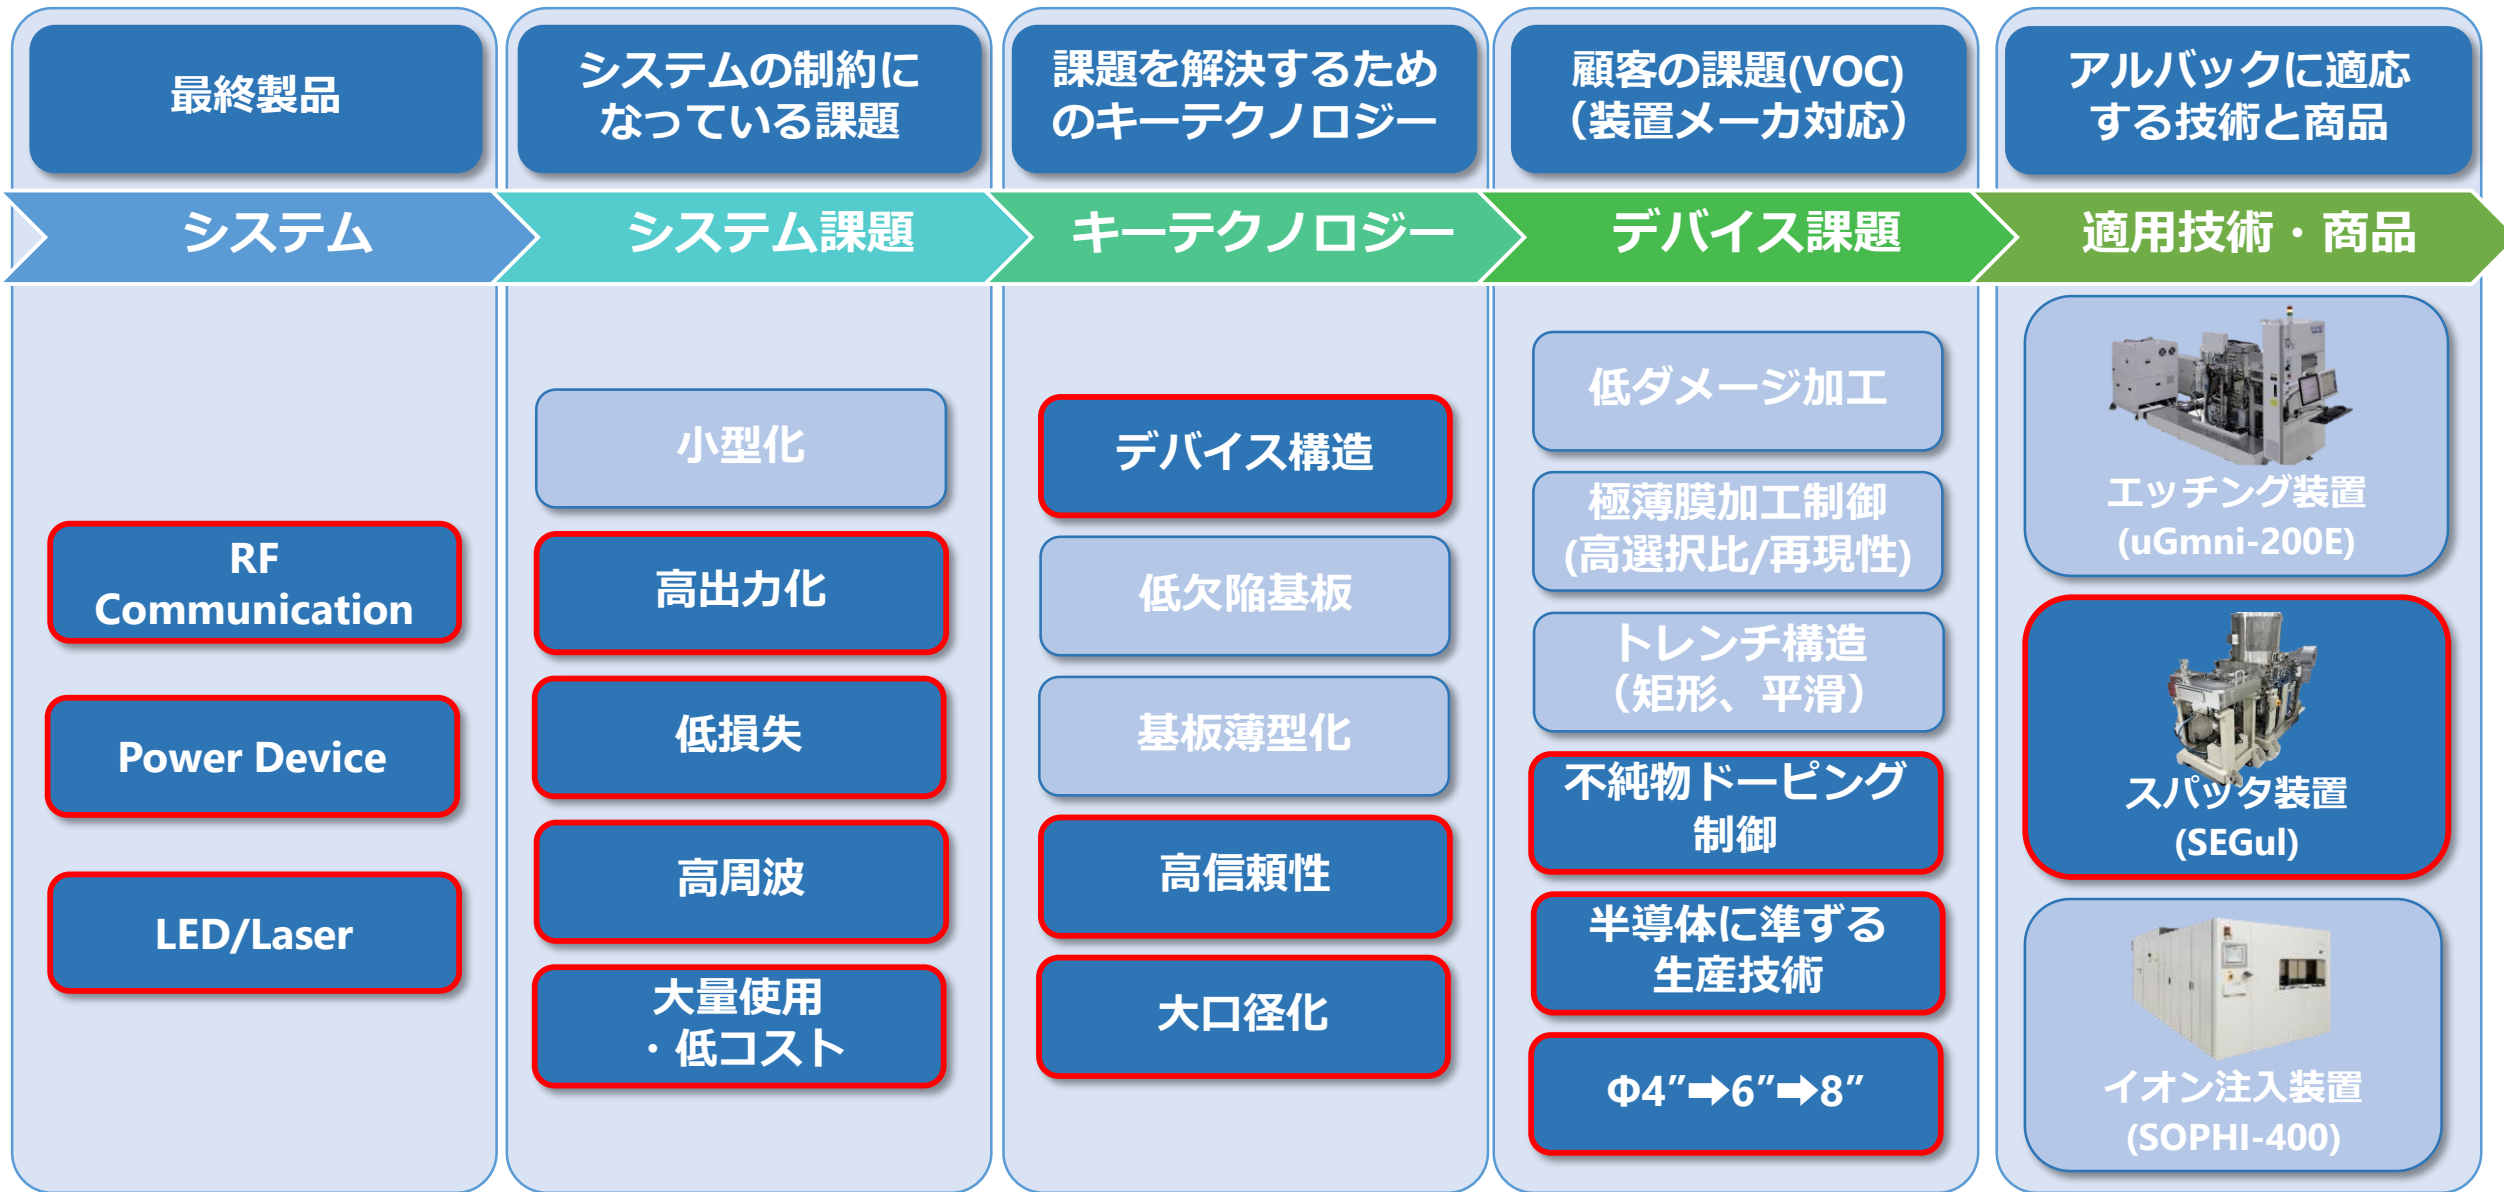 最終製品
システムの制約に
なっている課題
課題を解決するため
のキーテクノロジー
顧客の課題(VOC)
（装置メーカ対応）
アルバックに適応
する技術と商品
システム
システム課題
キーテクノロジー
デバイス課題
適用技術・商品
RF
Communication
Power Device
LED/Laser
小型化
高出力化
低損失
高周波
大量使用
・低コスト
デバイス構造
低欠陥基板
基板薄型化
高信頼性
大口径化
低ダメージ加工
極薄膜加工制御
(高選択比/再現性)
トレンチ構造
（矩形、平滑）
不純物ドーピング
制御
半導体に準ずる
生産技術
Φ4″➡6″➡8″
エッチング装置
(uGmni-200E)
スパッタ装置
(SEGul)
イオン注入装置
(SOPHI-400)